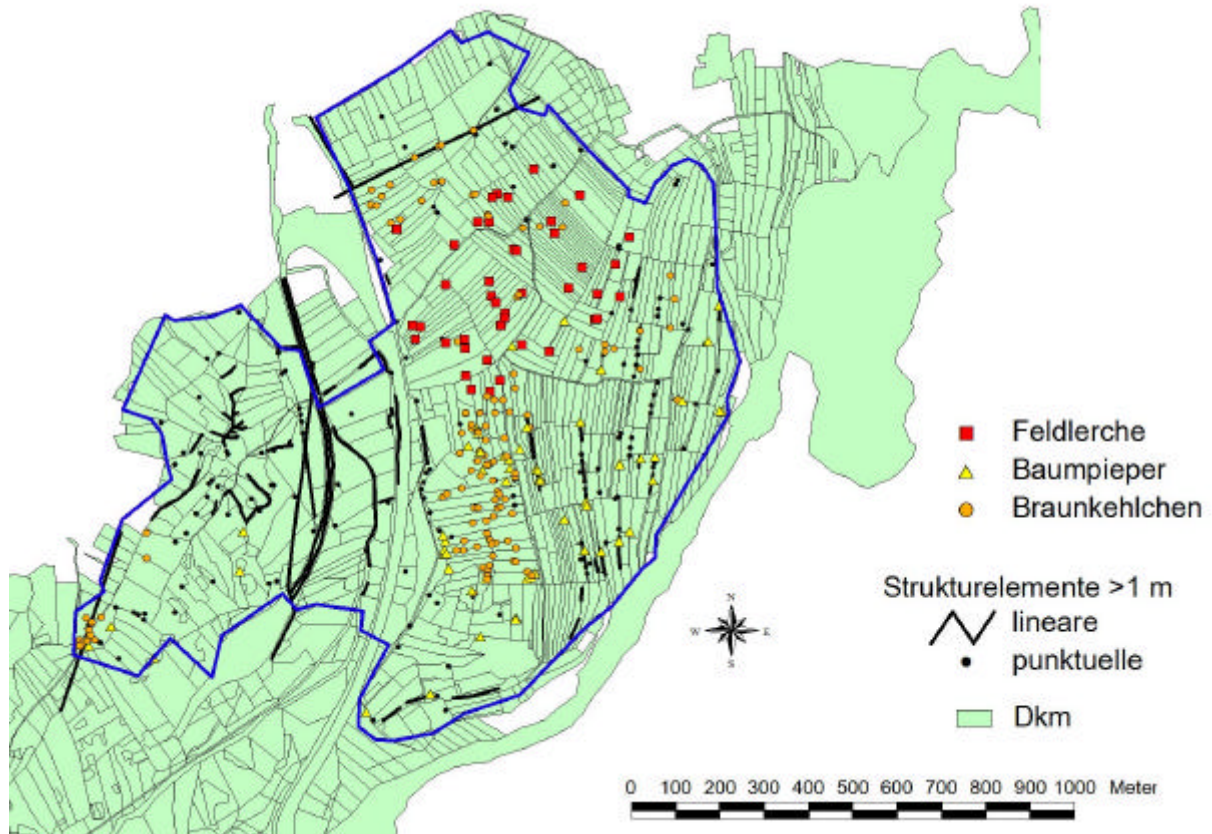 Feldlerche
Baumpieper
Braunkehlchen
Strukturelemente >1 m
lineare
punktuelle
Dkm
N
W E
S
0 100 200 300 400 500 600 700 800 900 1000 Meter